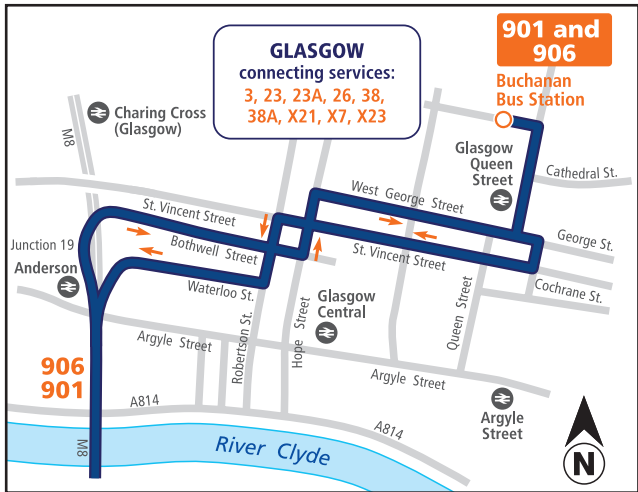 901 and
906
Buchanan
Bus Station
GLASGOW
connecting services:
3, 23, 23A, 26, 38,
38A, X21, X7, X23
Charing Cross
(Glasgow)
M8
Glasgow
Queen
Street
Cathedral St.
West George Street
St. Vincent Street
Bothwell Street
St. Vincent Street
George St.
Junction 19
Anderson
Waterloo St.
Cochrane St.
Glasgow
Central
Queen Street
Hope Street
Robertson St.
Argyle Street
Argyle Street
906
901
A814
A814
Argyle
Street
M8
River Clyde
N